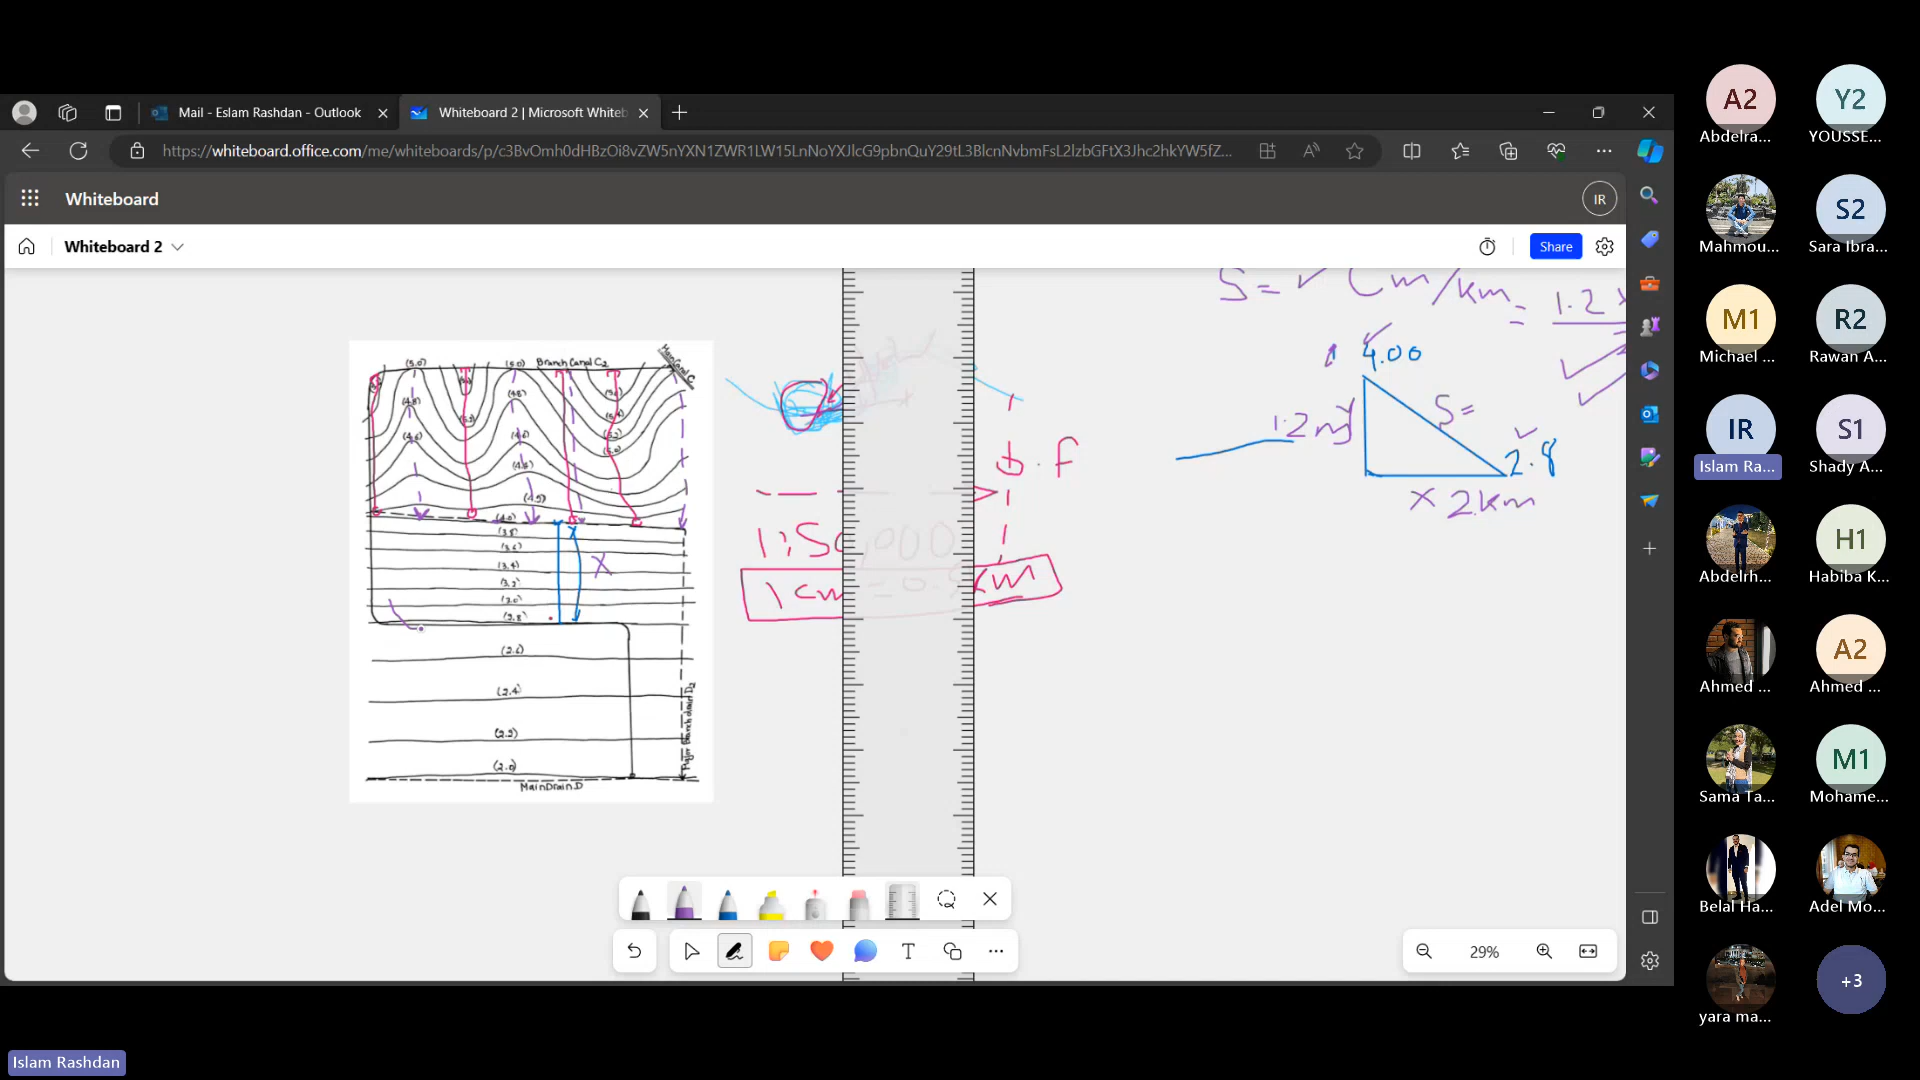 Mail - Eslam Rashdan - Outlook
Whiteboard 2 | Microsoft Whiteb
https://whiteboard.office.com/me/whiteboards/p/c3BvOmh0dHBzOi8vZW5nYXN1ZWR1LW15LnNoYXJlcG9pbnQuY29tL3BlcnNvbmFsL2lzbGFtX3Jhc2hkYW5fZ...
Whiteboard
IR
Whiteboard 2
Share
(5.0)
(5.0)
Branch Canal C2
Main Canal C
(4.8)
(4.8)
(4.6)
(4.6)
(4.0)
(3.8)
(3.6)
(3.4)
(3.2)
(3.0)
(2.8)
(2.6)
(2.4)
(2.2)
(2.0)
Main Drain D
X
1:50,000
S = ✓ Cm/km = 1.2 x
4.00
1.2 m
S =
2.8
X 2km
29%
A2
Abdelra...
Y2
YOUSSE...
Mahmou...
S2
Sara Ibra...
M1
Michael ...
R2
Rawan A...
IR
Islam Ra...
S1
Shady A...
Abdelrh...
H1
Habiba K...
Ahmed ...
A2
Ahmed ...
Sama Ta...
M1
Mohame...
Belal Ha...
Adel Mo...
yara ma...
+3
Islam Rashdan